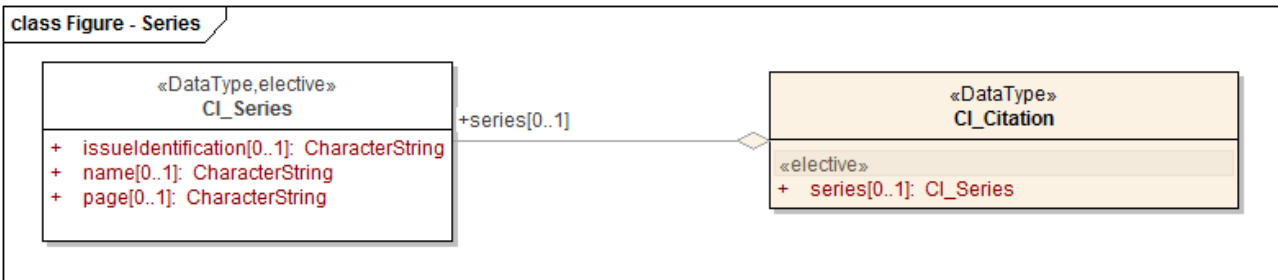 class Figure - Series
«DataType,elective»
CI_Series
+ issueIdentification[0..1]: CharacterString
+ name[0..1]: CharacterString
+ page[0..1]: CharacterString
+series[0..1]
«DataType»
CI_Citation
«elective»
+ series[0..1]: CI_Series